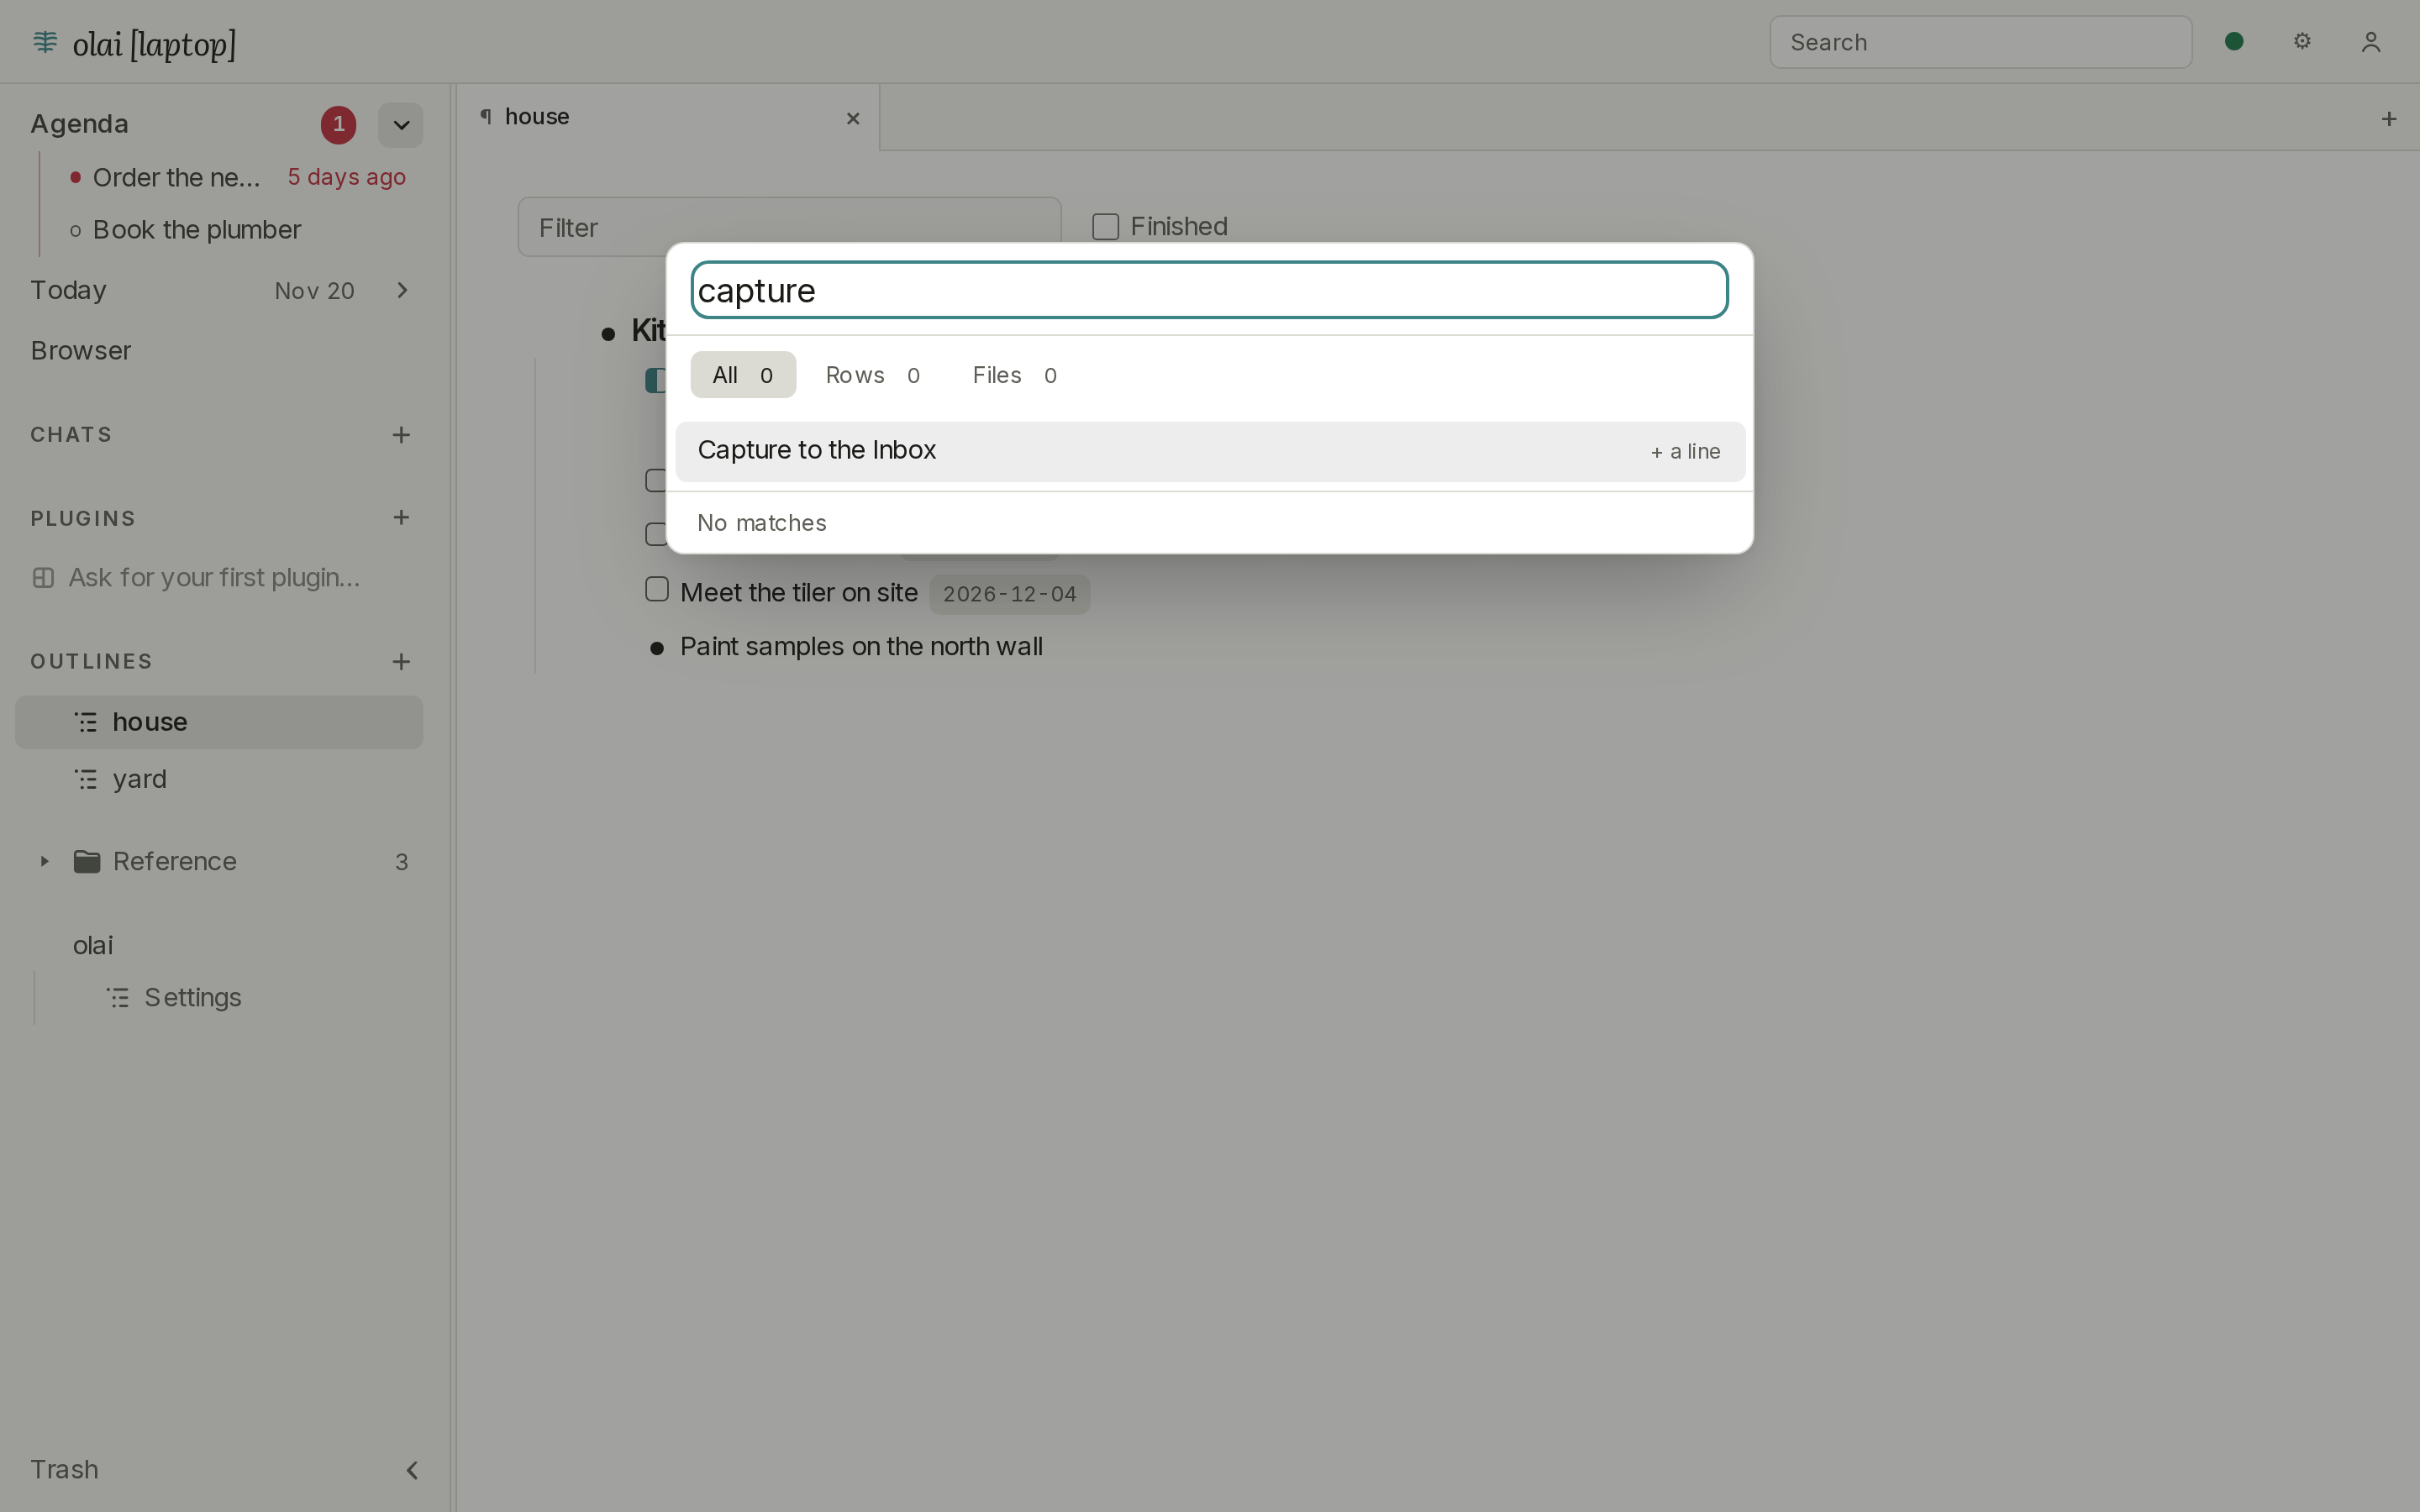 olai [laptop]
Search
Agenda 1
Order the ne... 5 days ago
Book the plumber
Today Nov 20
Browser
CHATS
PLUGINS
Ask for your first plugin...
OUTLINES
house
yard
Reference 3
olai
Settings
Trash
house
Filter
Finished
capture
All 0 Rows 0 Files 0
Capture to the Inbox + a line
No matches
Meet the tiler on site 2026-12-04
Paint samples on the north wall